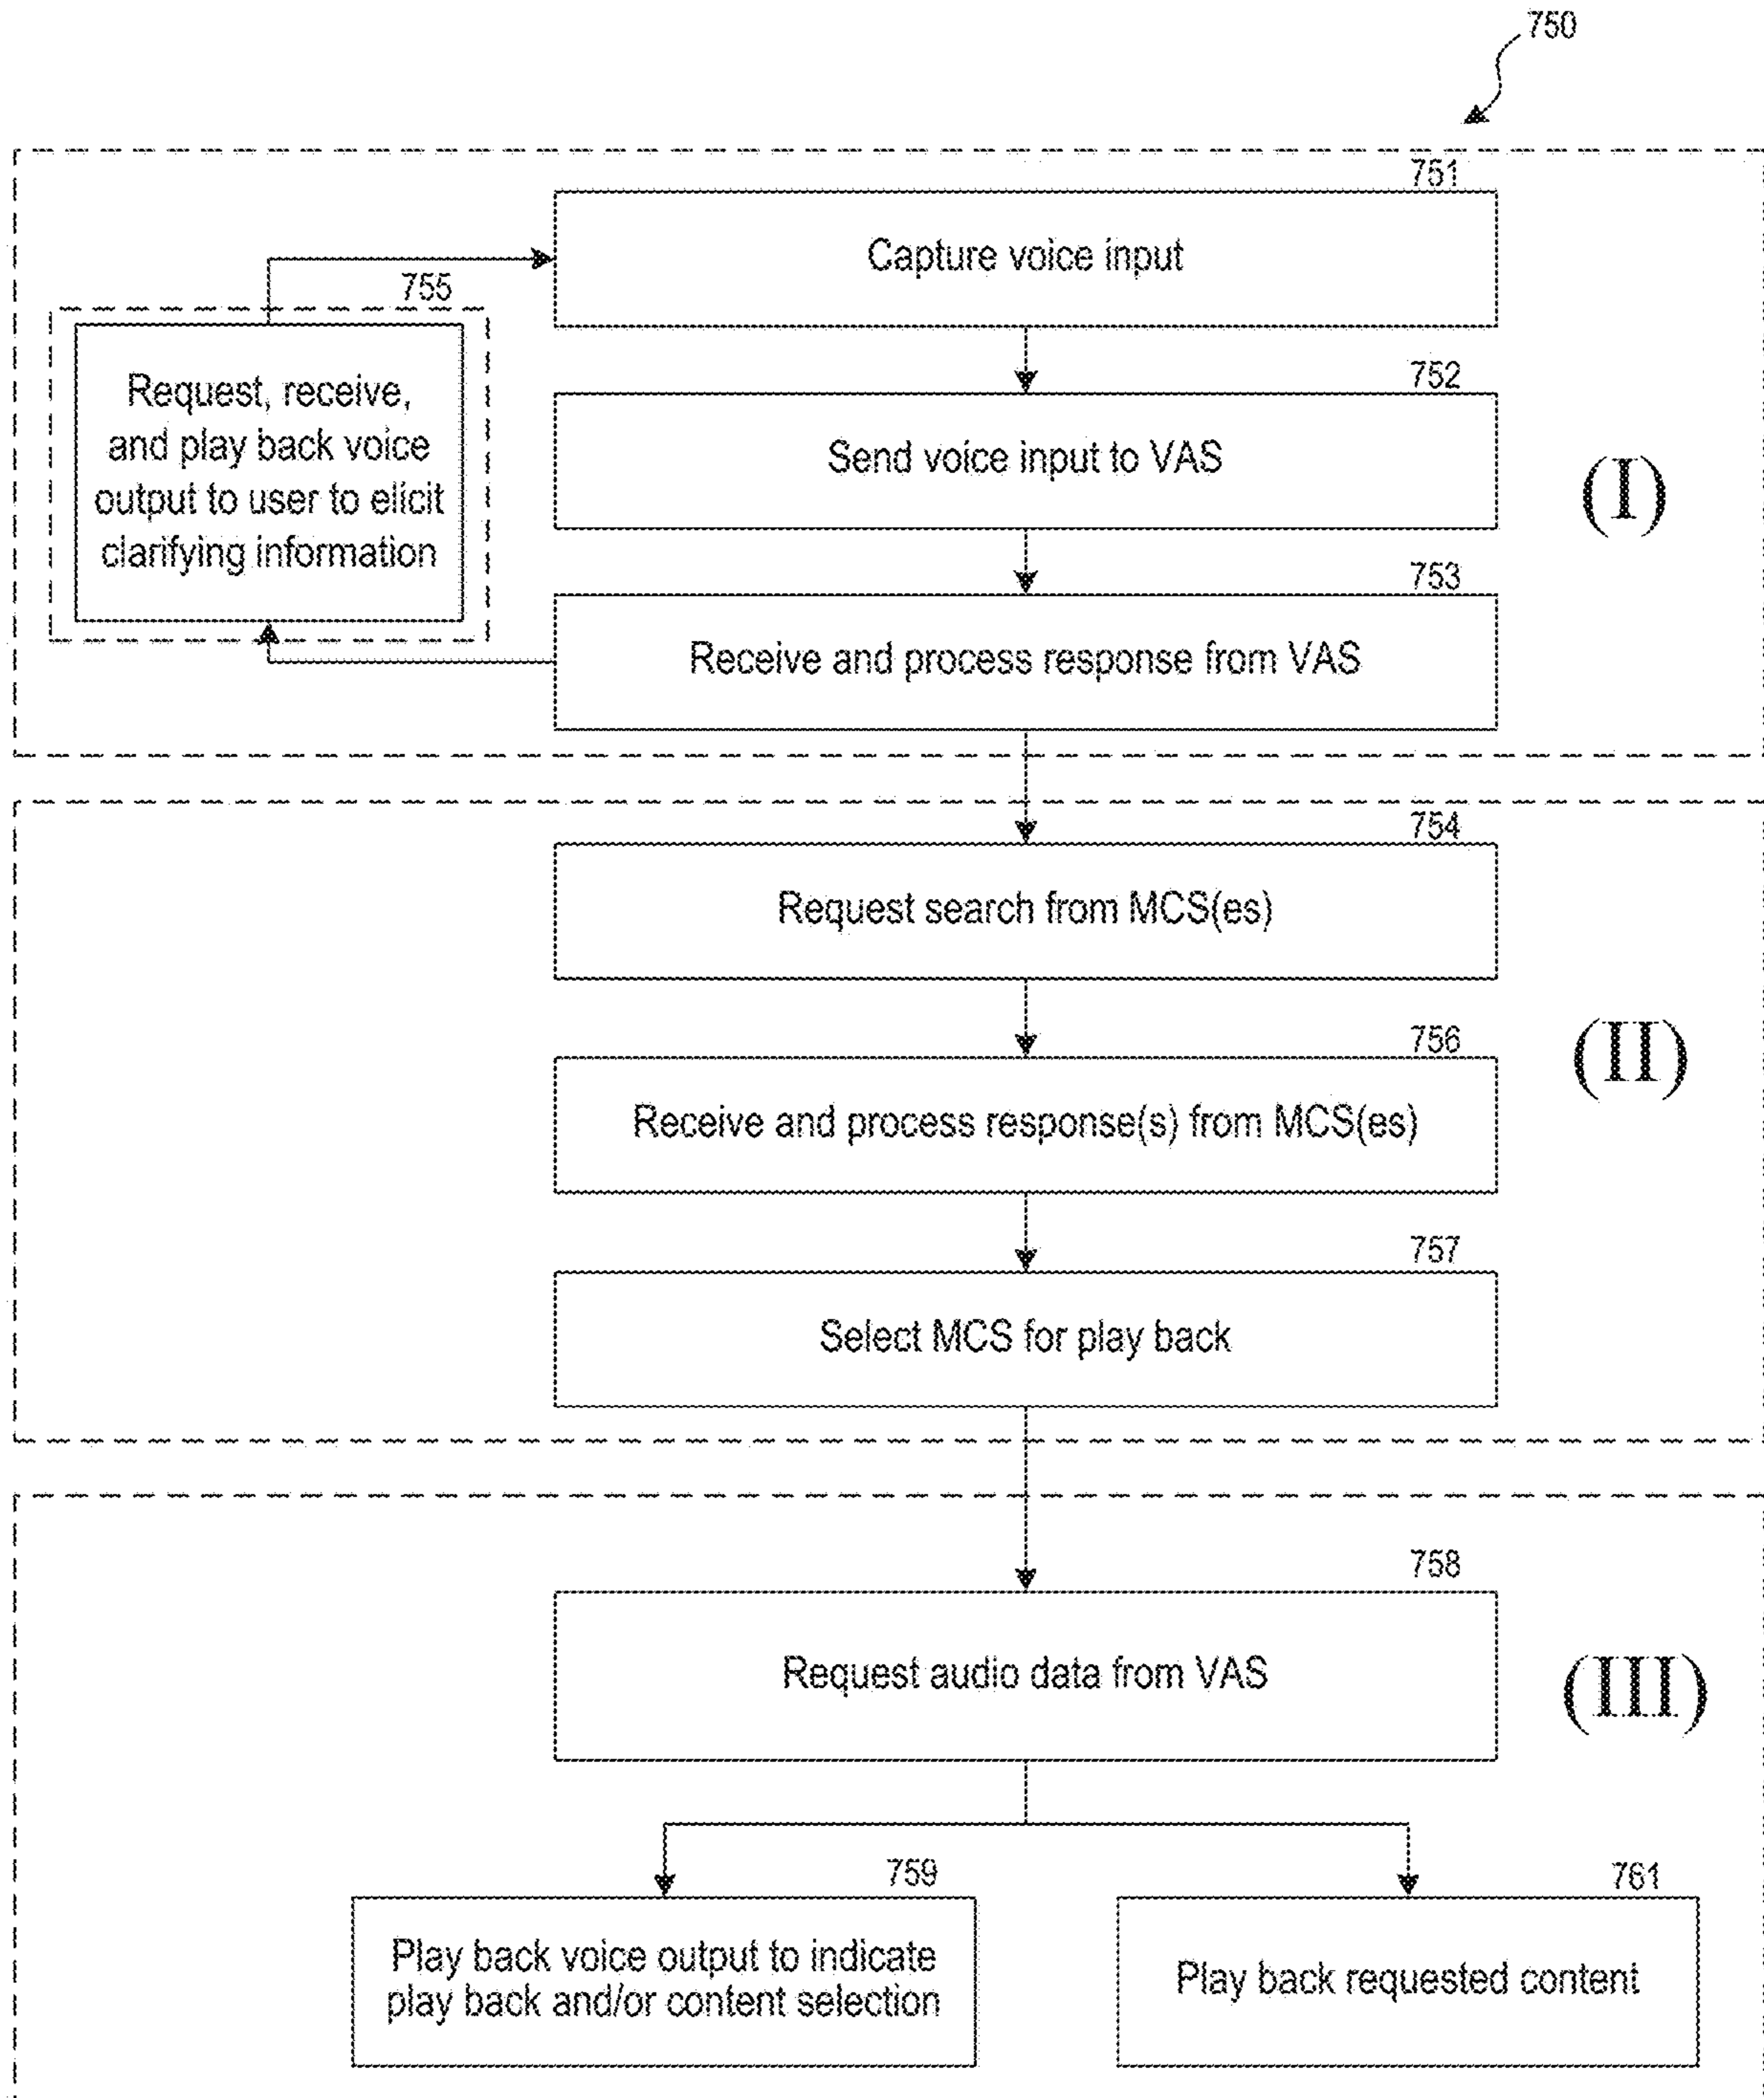 750
751
Capture voice input
755
Request, receive,
and play back voice
output to user to elicit
clarifying information
752
Send voice input to VAS
(I)
753
Receive and process response from VAS
754
Request search from MCS(es)
756
Receive and process response(s) from MCS(es)
(II)
757
Select MCS for play back
758
Request audio data from VAS
(III)
759
Play back voice output to indicate
play back and/or content selection
761
Play back requested content